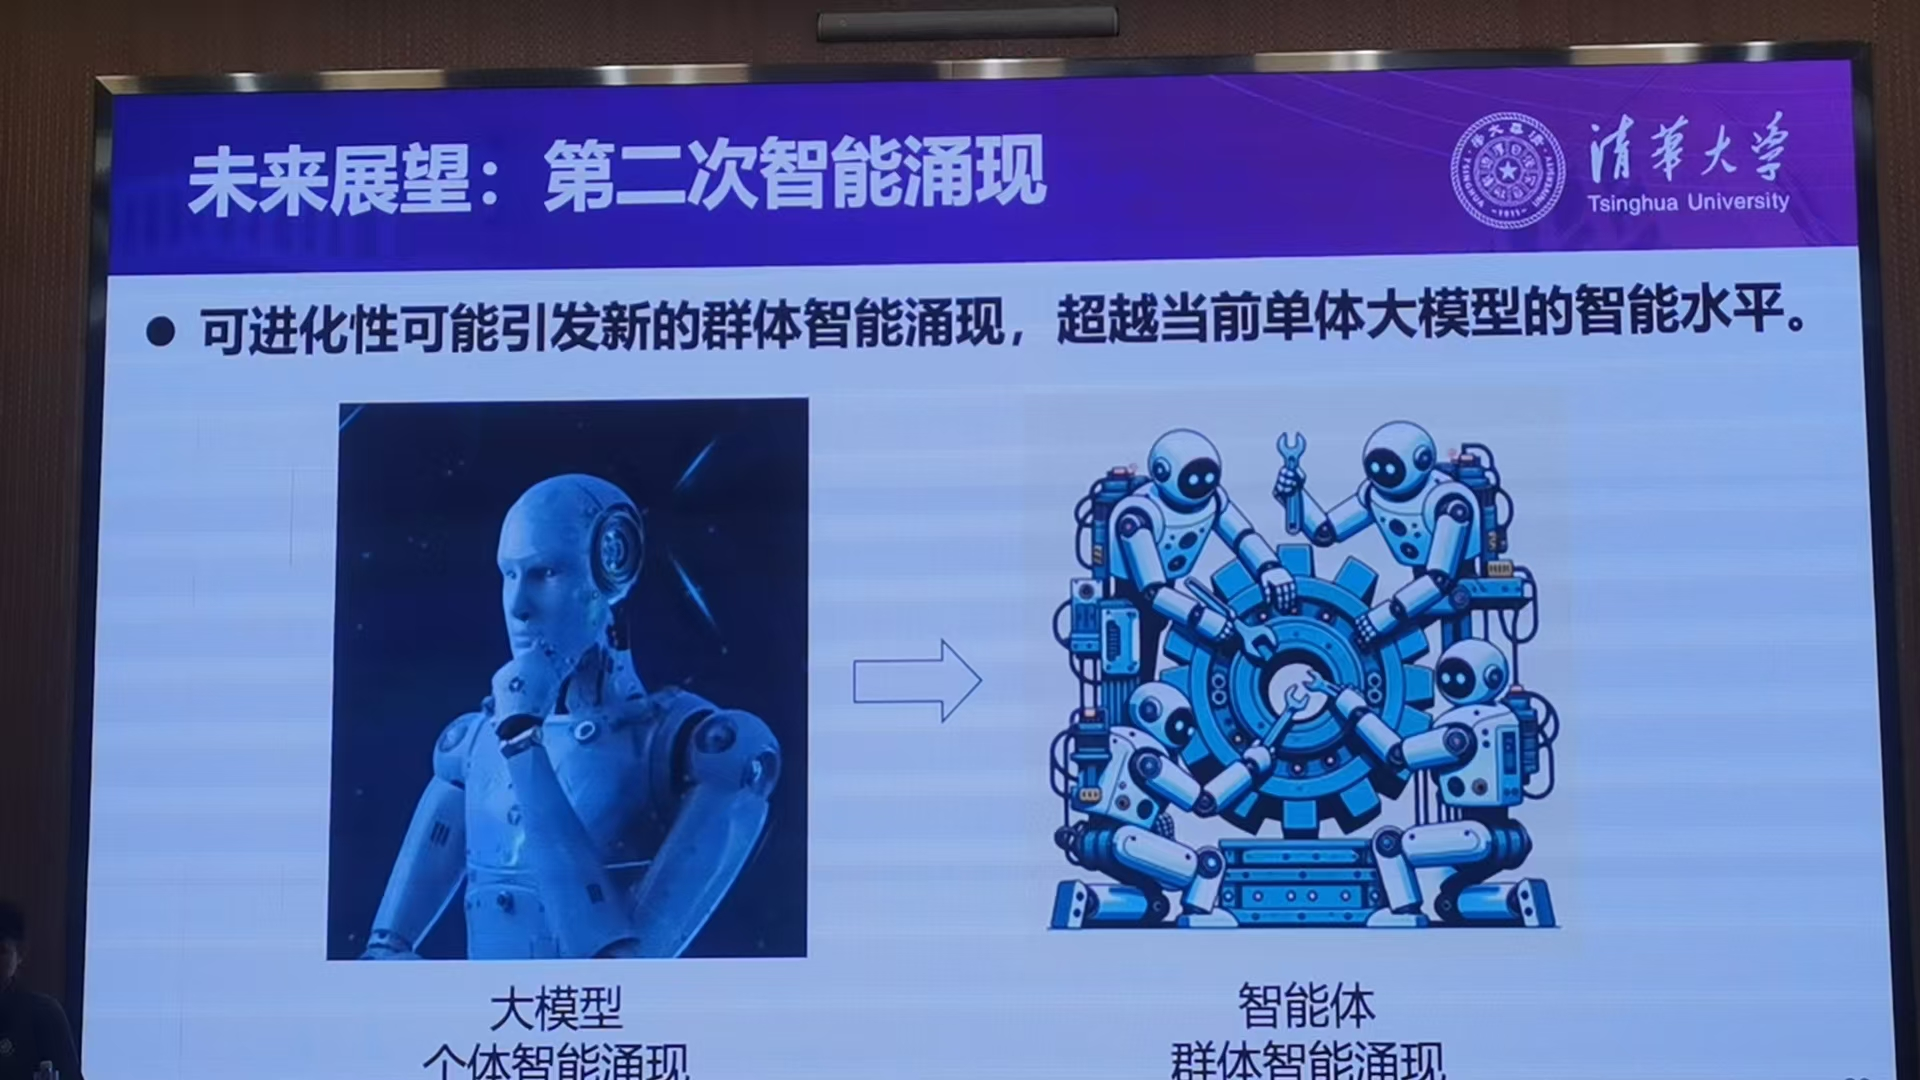 未来展望：第二次智能涌现
清华大学
Tsinghua University
● 可进化性可能引发新的群体智能涌现，超越当前单体大模型的智能水平。
大模型
个体智能涌现
智能体
群体智能涌现